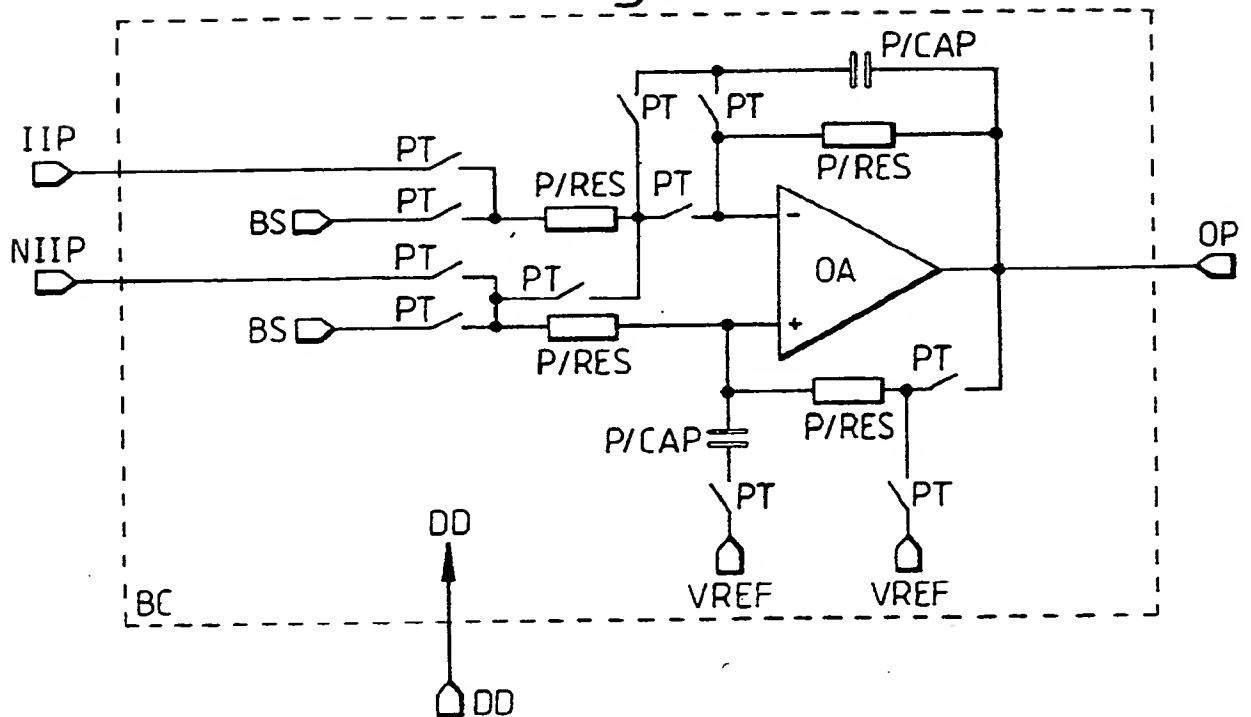 P/CAP
PT PT
IIP
PT
P/RES
P/RES
PT
BS PT
NIIP
PT
OA
OP
PT
BS PT
P/RES
PT
P/RES
P/CAP
PT PT
DD
VREF VREF
BC
DD